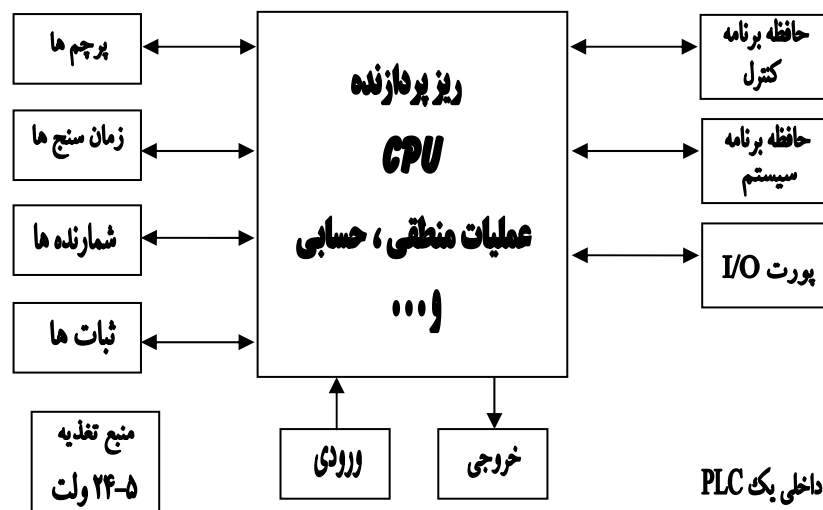 پرچم ها
زمان سنج ها
شمارنده ها
ثبات ها
ریز پردازنده
CPU
عملیات منطقی ، حسابی
و ...
حافظه برنامه
کنترل
حافظه برنامه
سیستم
پورت I/O
منبع تغذیه
۲۴-۵ ولت
ورودی
خروجی
داخلی یک PLC